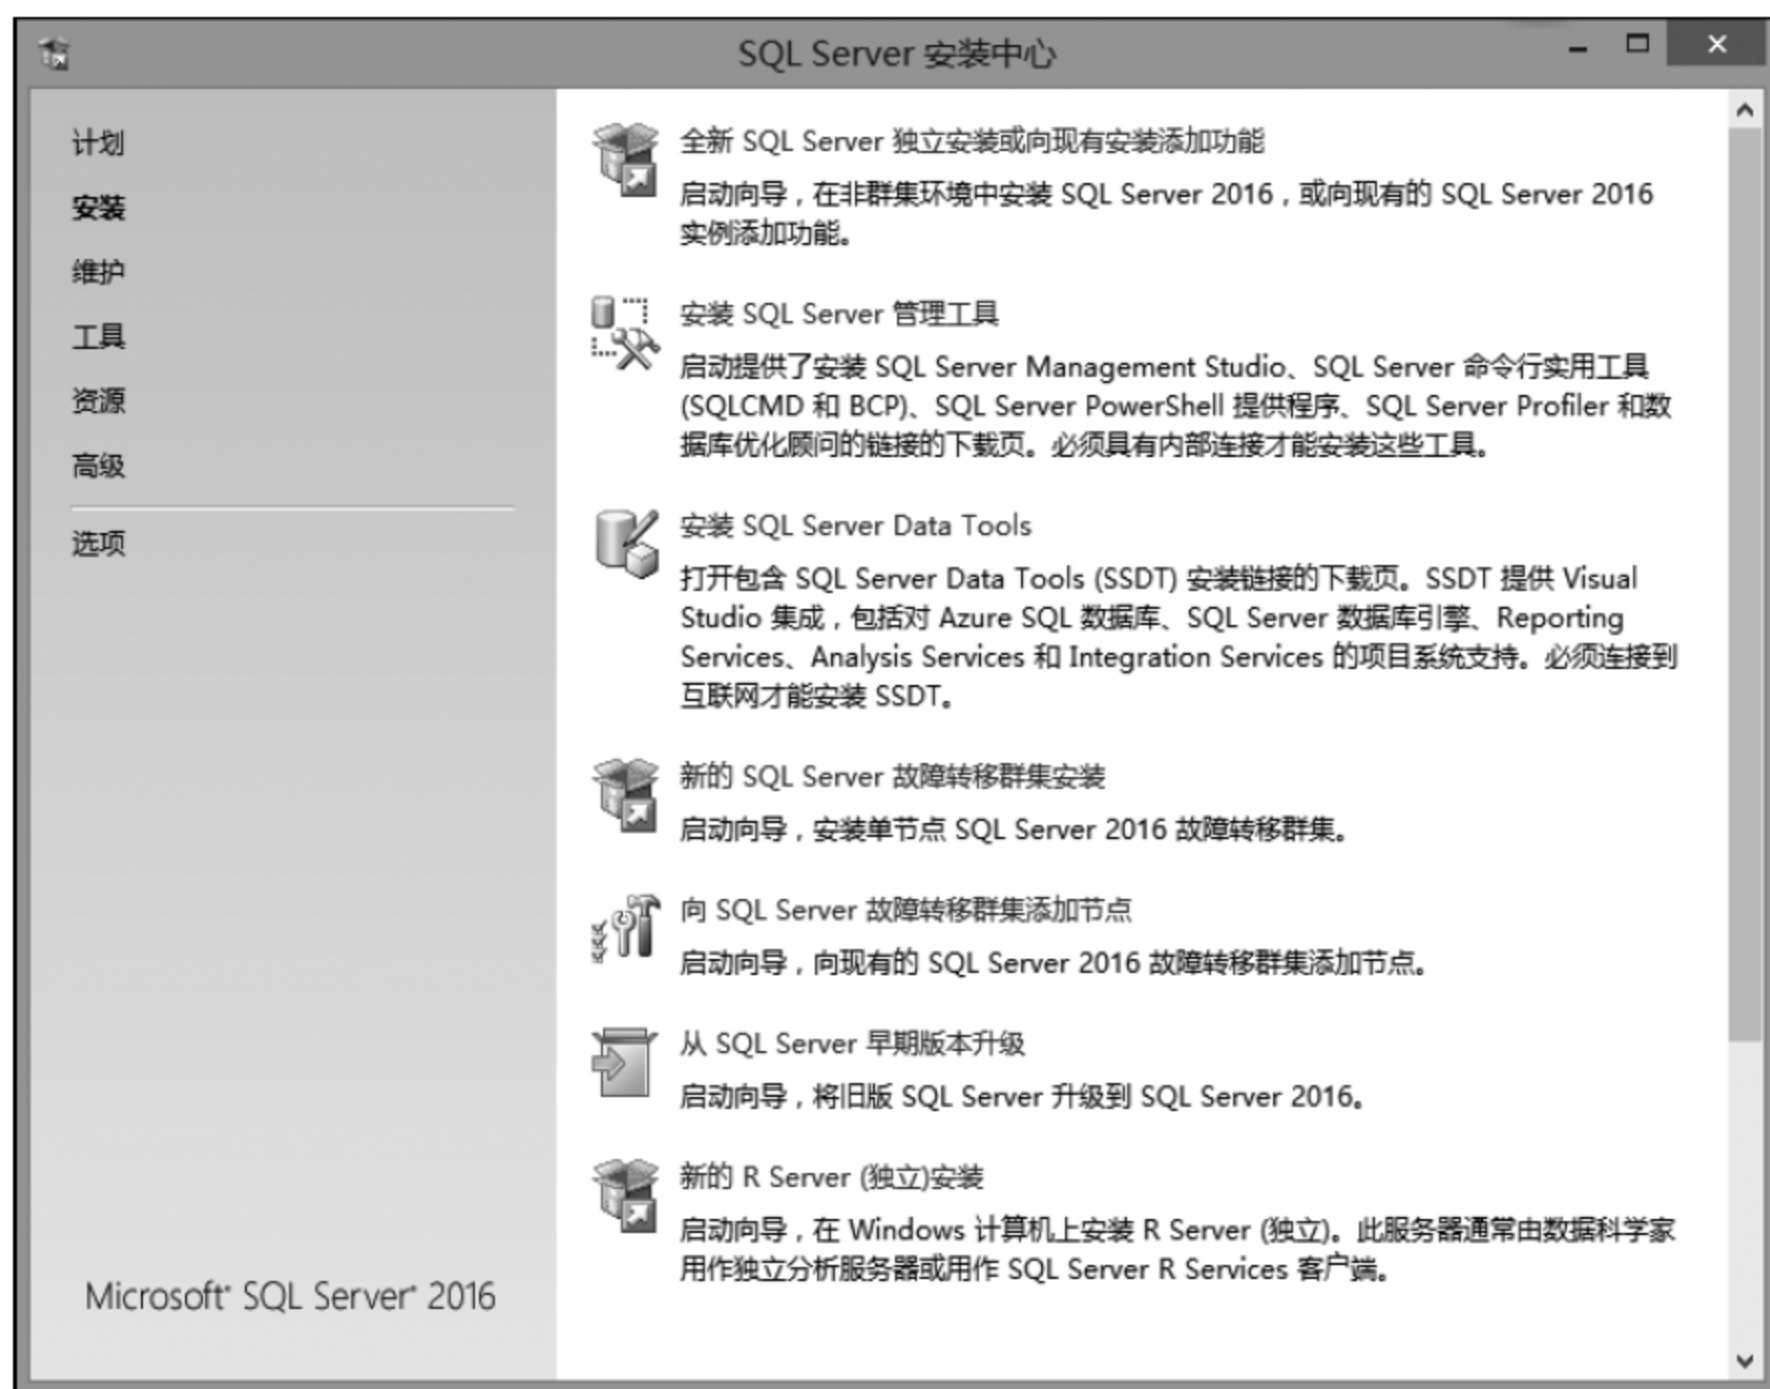 SQL Server 安装中心
计划
安装
维护
工具
资源
高级
选项
Microsoft® SQL Server® 2016
全新 SQL Server 独立安装或向现有安装添加功能
启动向导，在非群集环境中安装 SQL Server 2016，或向现有的 SQL Server 2016
实例添加功能。
安装 SQL Server 管理工具
启动提供了安装 SQL Server Management Studio、SQL Server 命令行实用工具
(SQLCMD 和 BCP)、SQL Server PowerShell 提供程序、SQL Server Profiler 和数
据库优化顾问的链接的下载页。必须具有内部连接才能安装这些工具。
安装 SQL Server Data Tools
打开包含 SQL Server Data Tools (SSDT) 安装链接的下载页。SSDT 提供 Visual
Studio 集成，包括对 Azure SQL 数据库、SQL Server 数据库引擎、Reporting
Services、Analysis Services 和 Integration Services 的项目系统支持。必须连接到
互联网才能安装 SSDT。
新的 SQL Server 故障转移群集安装
启动向导，安装单节点 SQL Server 2016 故障转移群集。
向 SQL Server 故障转移群集添加节点
启动向导，向现有的 SQL Server 2016 故障转移群集添加节点。
从 SQL Server 早期版本升级
启动向导，将旧版 SQL Server 升级到 SQL Server 2016。
新的 R Server (独立)安装
启动向导，在 Windows 计算机上安装 R Server (独立)。此服务器通常由数据科学家
用作独立分析服务器或用作 SQL Server R Services 客户端。